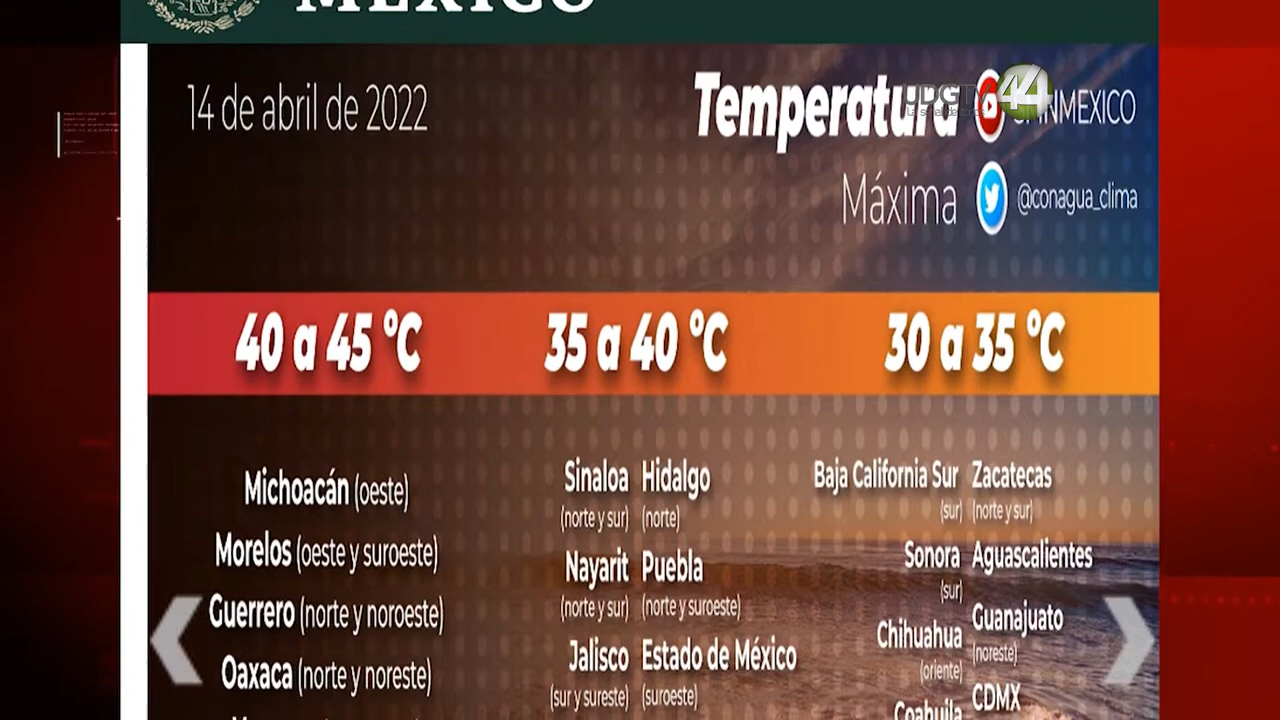 MÉXICO
14 de abril de 2022
Temperatura
Máxima
UDGTV 44
@conagua_clima
40 a 45 °C
35 a 40 °C
30 a 35 °C
Michoacán (oeste)
Morelos (oeste y suroeste)
Guerrero (norte y noroeste)
Oaxaca (norte y noreste)
Sinaloa
(norte y sur)
Nayarit
(norte y sur)
Jalisco
(sur y sureste)
Hidalgo
(norte)
Puebla
(norte y suroeste)
Estado de México
(suroeste)
Baja California Sur
(sur)
Sonora
(sur)
Chihuahua
(oriente)
Coahuila
Zacatecas
(norte y sur)
Aguascalientes
Guanajuato
(noreste)
CDMX